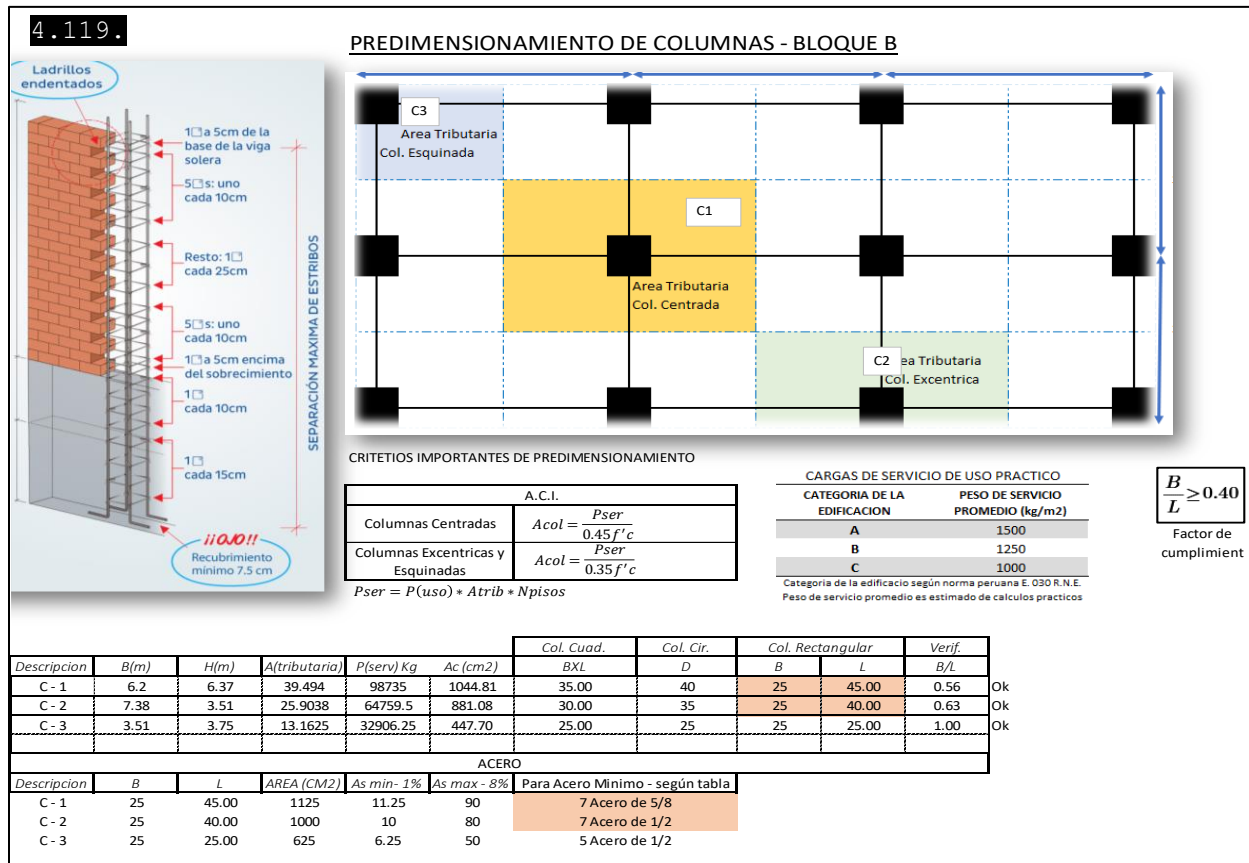 4.119.
PREDIMENSIONAMIENTO DE COLUMNAS - BLOQUE B
Ladrillos
endentados
1□ a 5cm de la
base de la viga
solera
5□s: uno
cada 10cm
Resto: 1□
cada 25cm
5□s: uno
cada 10cm
1□ a 5cm encima
del sobrecimiento
1□
cada 10cm
1□
cada 15cm
SEPARACIÓN MAXIMA DE ESTRIBOS
¡¡OJO!!
Recubrimiento
mínimo 7.5 cm
C3
Area Tributaria
Col. Esquinada
C1
Area Tributaria
Col. Centrada
C2 ea Tributaria
Col. Excentrica
CRITETIOS IMPORTANTES DE PREDIMENSIONAMIENTO
A.C.I.
Columnas Centradas Acol = Pser / 0.45f'c
Columnas Excentricas y
Esquinadas Acol = Pser / 0.35f'c
Pser = P(uso) * Atrib * Npisos
CARGAS DE SERVICIO DE USO PRACTICO
CATEGORIA DE LA EDIFICACION PESO DE SERVICIO PROMEDIO (kg/m2)
A 1500
B 1250
C 1000
Categoria de la edificacio según norma peruana E. 030 R.N.E.
Peso de servicio promedio es estimado de calculos practicos
B / L ≥ 0.40
Factor de
cumplimient
Col. Cuad. Col. Cir. Col. Rectangular Verif.
Descripcion B(m) H(m) A(tributaria) P(serv) Kg Ac (cm2) BXL D B L B/L
C - 1 6.2 6.37 39.494 98735 1044.81 35.00 40 25 45.00 0.56 Ok
C - 2 7.38 3.51 25.9038 64759.5 881.08 30.00 35 25 40.00 0.63 Ok
C - 3 3.51 3.75 13.1625 32906.25 447.70 25.00 25 25 25.00 1.00 Ok
ACERO
Descripcion B L AREA (CM2) As min- 1% As max - 8% Para Acero Minimo - según tabla
C - 1 25 45.00 1125 11.25 90 7 Acero de 5/8
C - 2 25 40.00 1000 10 80 7 Acero de 1/2
C - 3 25 25.00 625 6.25 50 5 Acero de 1/2